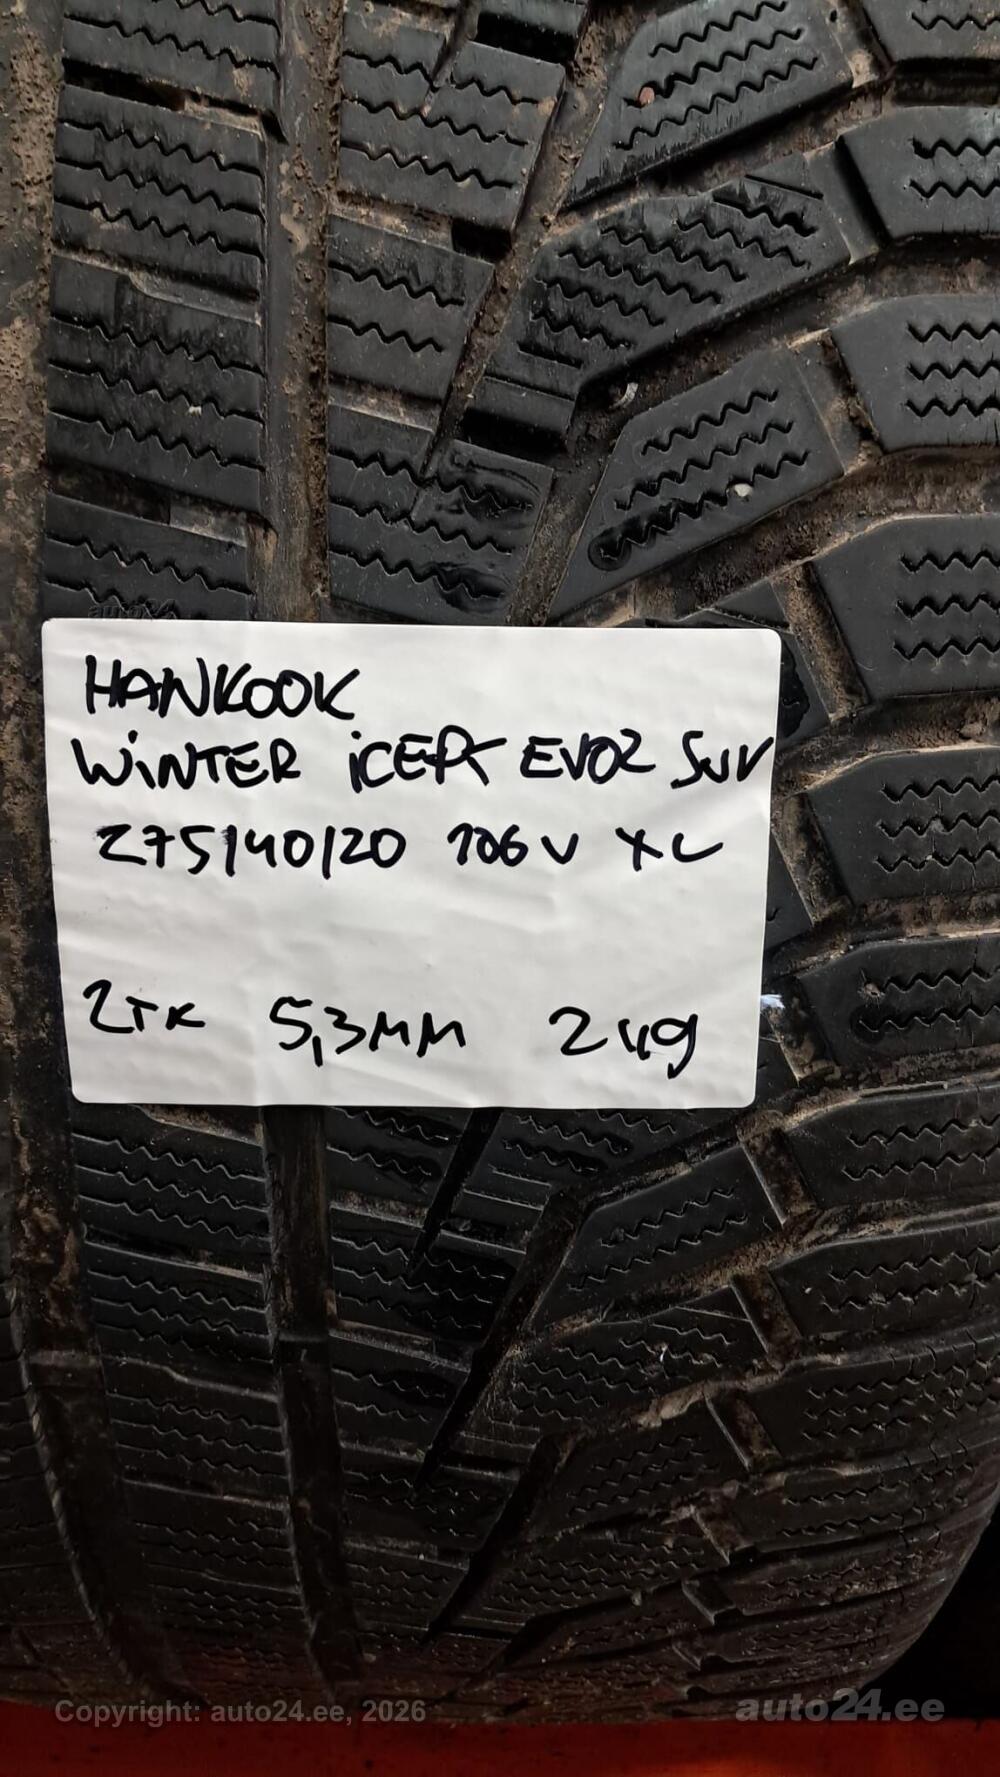 auto24
HANKOOK
WiNTER iCEPT EVO2 SUV
275/40/20 106V XL
2TK 5,3MM
Copyright: auto24.ee, 2026 auto24.ee